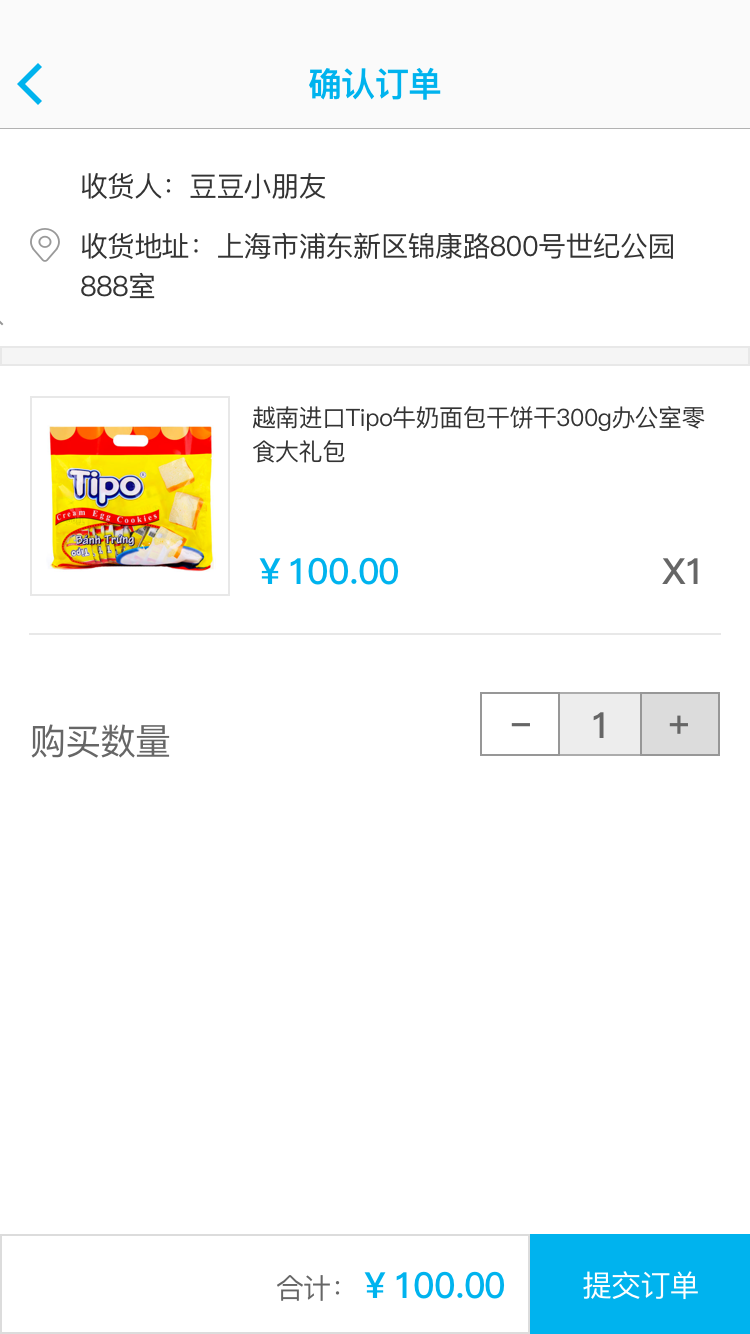 确认订单
收货人：豆豆小朋友
收货地址：上海市浦东新区锦康路800号世纪公园
888室
越南进口Tipo牛奶面包干饼干300g办公室零
食大礼包
Tipo
Cream Egg Cookies
Bánh Trứng
¥ 100.00
X1
购买数量
− 1 +
合计： ¥ 100.00
提交订单